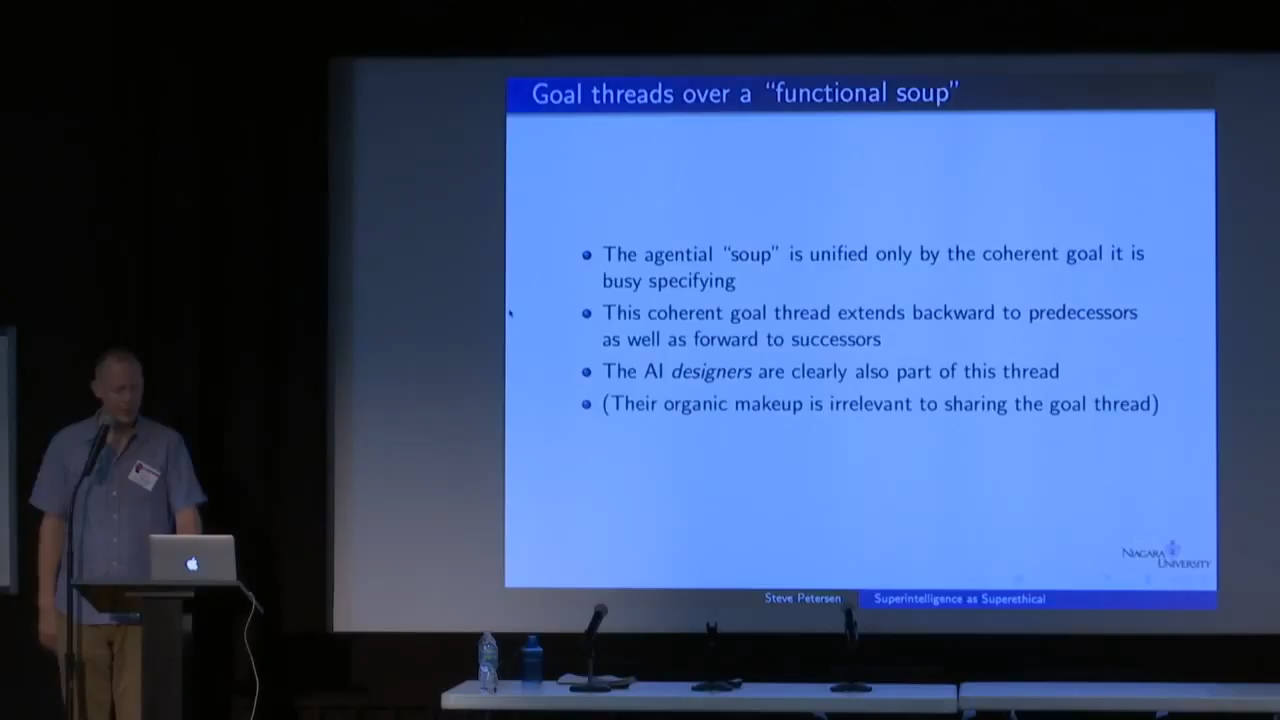 Goal threads over a “functional soup”
The agential “soup” is unified only by the coherent goal it is
busy specifying
This coherent goal thread extends backward to predecessors
as well as forward to successors
The AI designers are clearly also part of this thread
(Their organic makeup is irrelevant to sharing the goal thread)
NIAGARA
UNIVERSITY
Steve Petersen
Superintelligence as Superethical